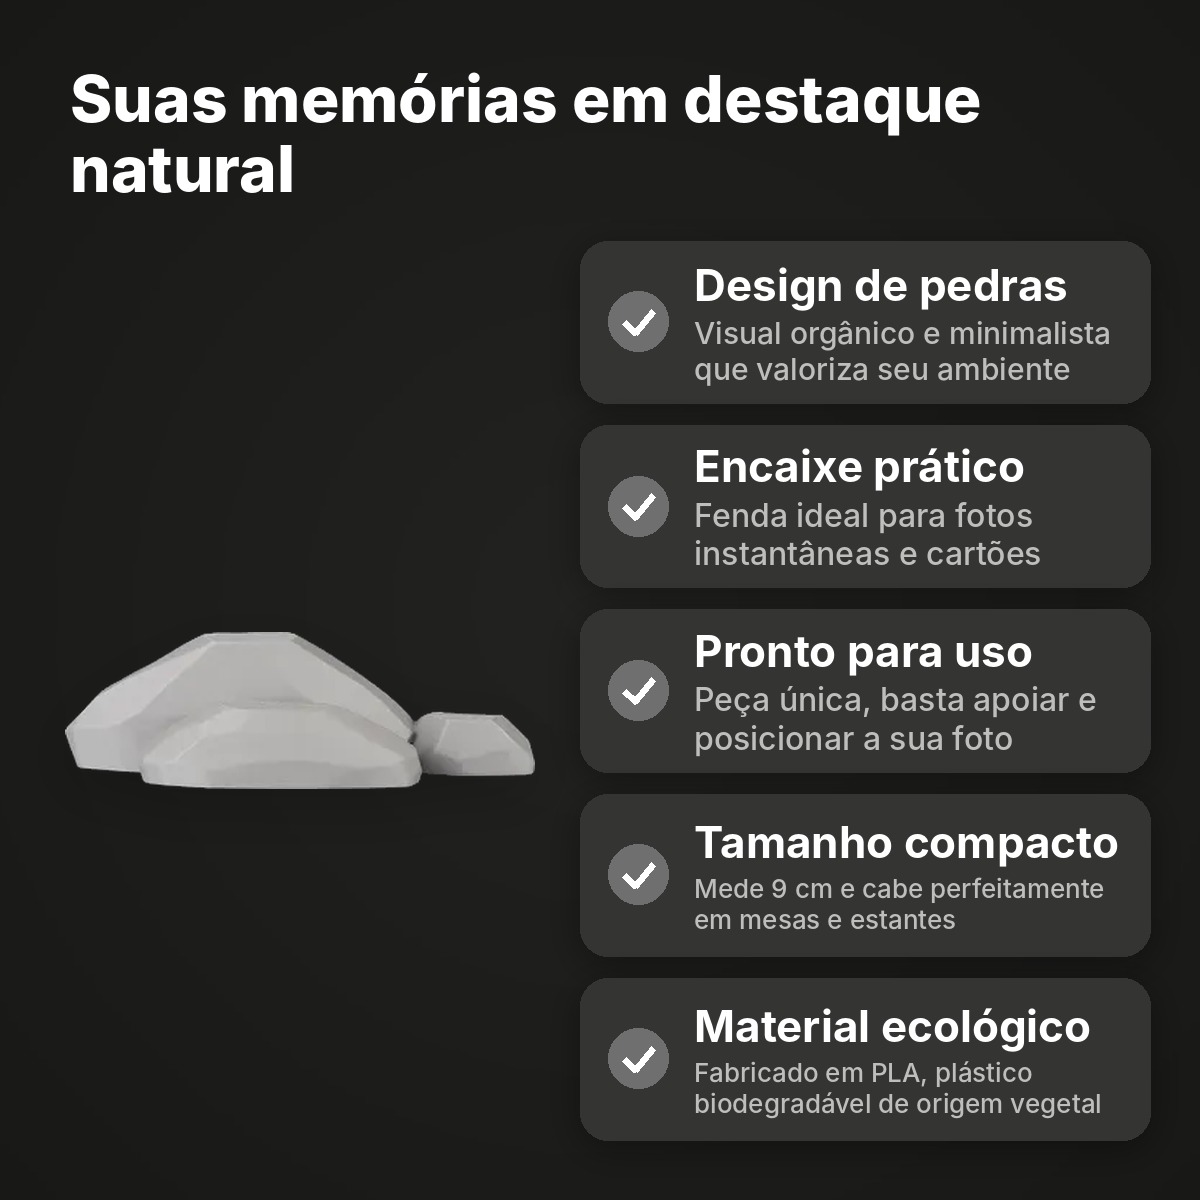 Suas memórias em destaque
natural
Design de pedras
Visual orgânico e minimalista
que valoriza seu ambiente
Encaixe prático
Fenda ideal para fotos
instantâneas e cartões
Pronto para uso
Peça única, basta apoiar e
posicionar a sua foto
Tamanho compacto
Mede 9 cm e cabe perfeitamente
em mesas e estantes
Material ecológico
Fabricado em PLA, plástico
biodegradável de origem vegetal